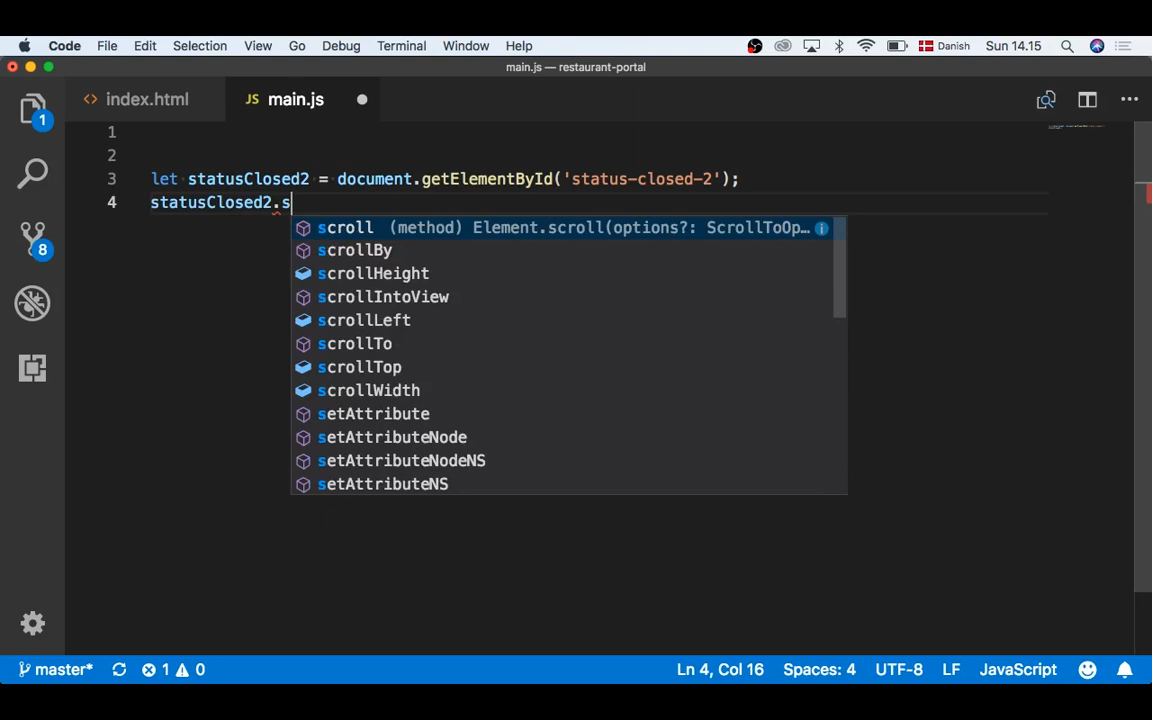 Code File Edit Selection View Go Debug Terminal Window Help Danish Sun 14.15
main.js — restaurant-portal
index.html JS main.js
1
1
2
3 let statusClosed2 = document.getElementById('status-closed-2');
4 statusClosed2.s
scroll (method) Element.scroll(options?: ScrollToOp…
scrollBy
8
scrollHeight
scrollIntoView
scrollLeft
scrollTo
scrollTop
scrollWidth
setAttribute
setAttributeNode
setAttributeNodeNS
setAttributeNS
master* 1 0 Ln 4, Col 16 Spaces: 4 UTF-8 LF JavaScript